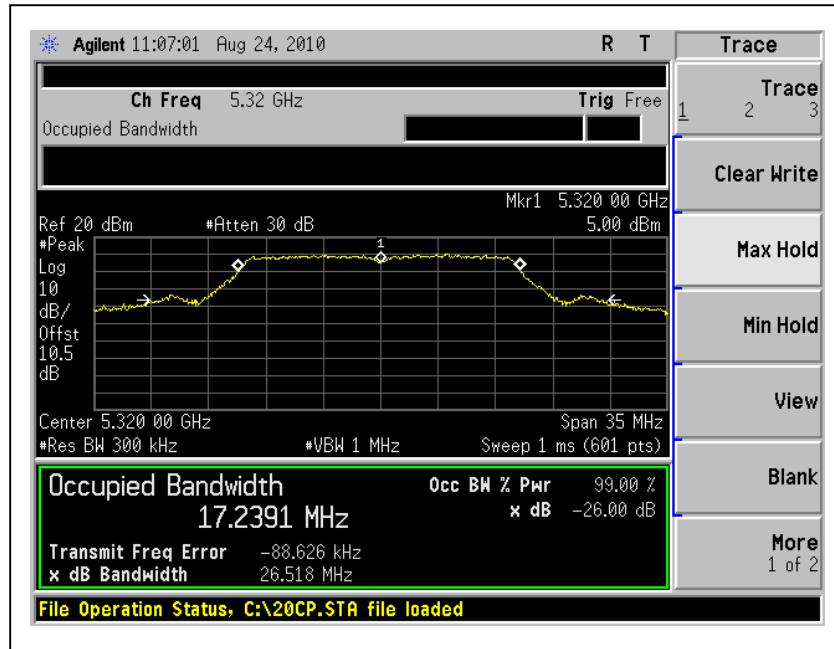 Agilent 11:07:01 Aug 24, 2010 R T
Trace
Ch Freq 5.32 GHz Trig Free
Occupied Bandwidth
Trace
1 2 3
Clear Write
Max Hold
Min Hold
View
Blank
More
1 of 2
Mkr1 5.320 00 GHz
Ref 20 dBm #Atten 30 dB 5.00 dBm
#Peak
Log
10
dB/
Offst
10.5
dB
1
Center 5.320 00 GHz Span 35 MHz
#Res BW 300 kHz #VBW 1 MHz Sweep 1 ms (601 pts)
Occupied Bandwidth
17.2391 MHz
Occ BW % Pwr 99.00 %
x dB -26.00 dB
Transmit Freq Error -88.626 kHz
x dB Bandwidth 26.518 MHz
File Operation Status, C:\20CP.STA file loaded